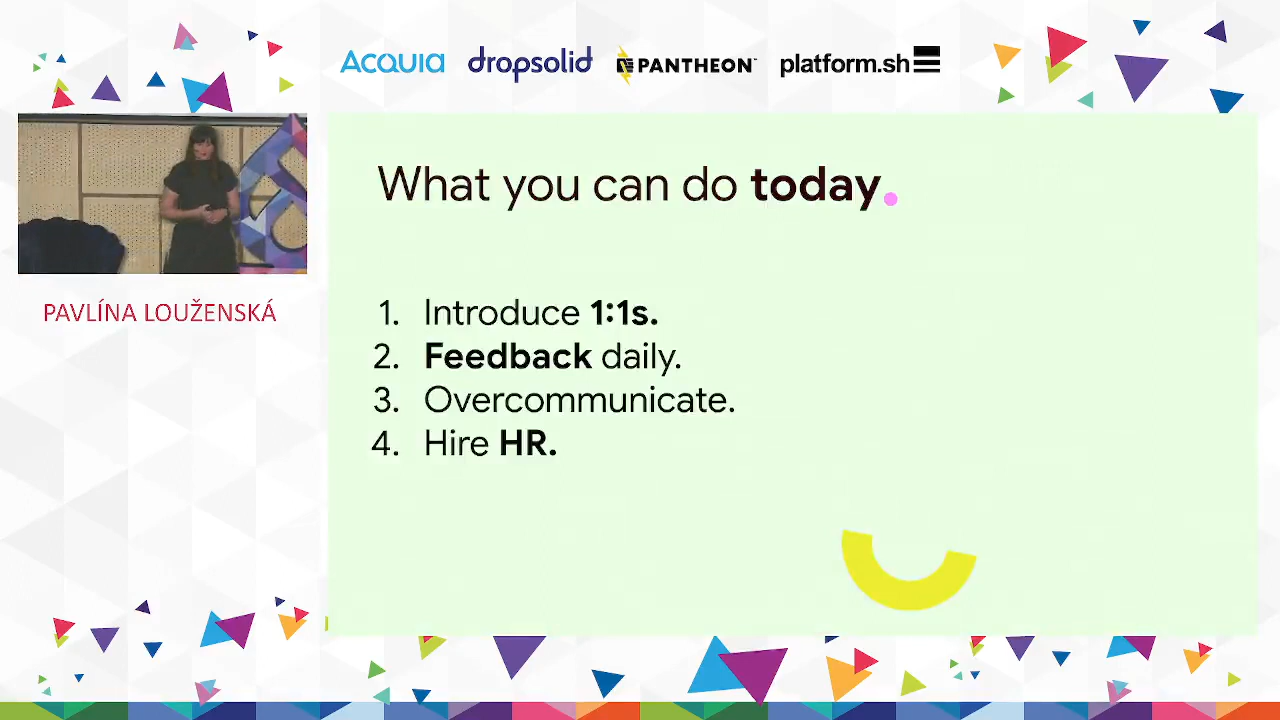 Acquia dropsolid PANTHEON platform.sh
What you can do today.
PAVLÍNA LOUŽENSKÁ
1. Introduce 1:1s.
2. Feedback daily.
3. Overcommunicate.
4. Hire HR.